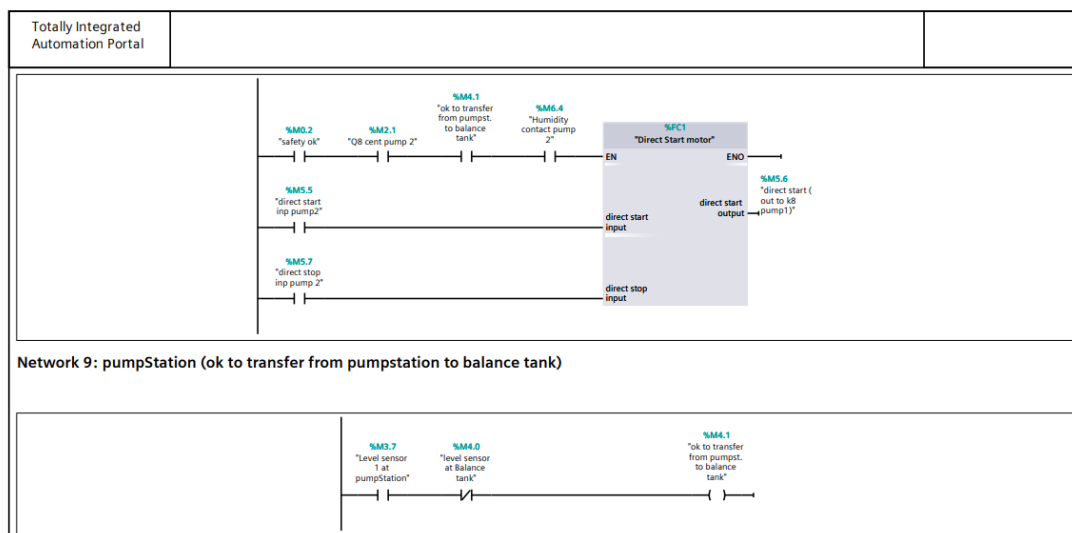 Totally Integrated
Automation Portal
%M4.1
"ok to transfer
from pumpst.
to balance
tank"
%M6.4
"Humidity
contact pump
2"
%M0.2
"safety ok"
%M2.1
"Q8 cent pump 2"
%FC1
"Direct Start motor"
EN
ENO
%M5.5
"direct start
inp pump2"
direct start
input
direct start
output
%M5.6
"direct start (
out to k8
pump1)"
%M5.7
"direct stop
inp pump 2"
direct stop
input
Network 9: pumpStation (ok to transfer from pumpstation to balance tank)
%M3.7
"Level sensor
1 at
pumpStation"
%M4.0
"level sensor
at Balance
tank"
%M4.1
"ok to transfer
from pumpst.
to balance
tank"